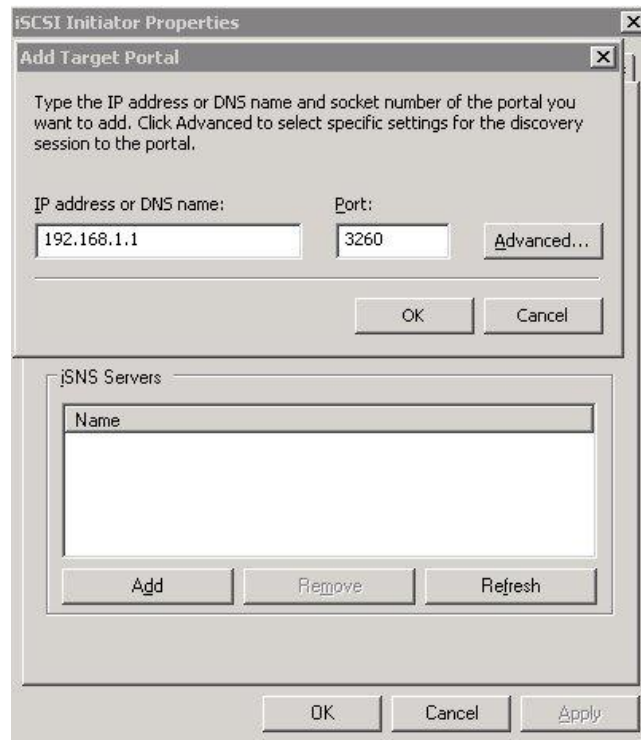 iSCSI Initiator Properties
Add Target Portal
Type the IP address or DNS name and socket number of the portal you
want to add. Click Advanced to select specific settings for the discovery
session to the portal.
IP address or DNS name:
Port:
192.168.1.1
3260
Advanced...
OK
Cancel
iSNS Servers
Name
Add
Remove
Refresh
OK
Cancel
Apply